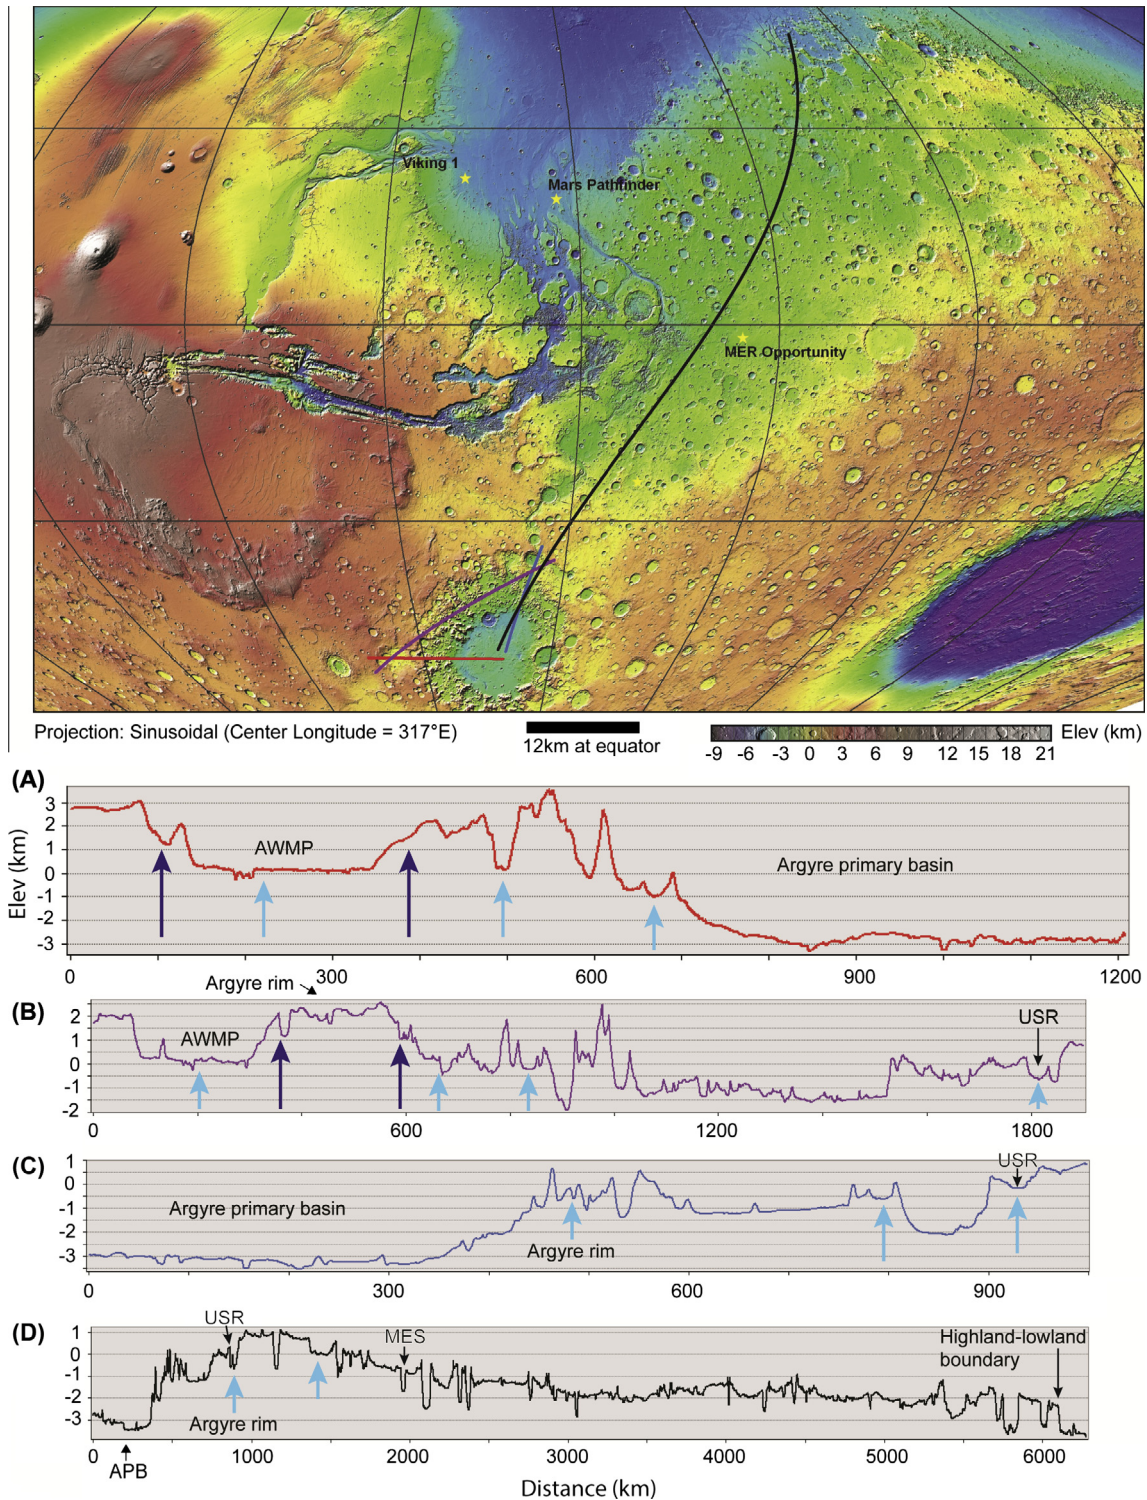 Viking 1
Mars Pathfinder
MER Opportunity
Projection: Sinusoidal (Center Longitude = 317°E)
12km at equator
-9 -6 -3 0 3 6 9 12 15 18 21
Elev (km)
(A)
Elev (km)
3
2
1
0
-1
-2
-3
AWMP
Argyre primary basin
0 300 600 900 1200
Argyre rim
(B)
2
1
0
-1
-2
AWMP
USR
0 600 1200 1800
(C)
1
0
-1
-2
-3
Argyre primary basin
Argyre rim
USR
0 300 600 900
(D)
1
0
-1
-2
-3
USR
MES
Highland-lowland
boundary
Argyre rim
0 1000 2000 3000 4000 5000 6000
APB
Distance (km)